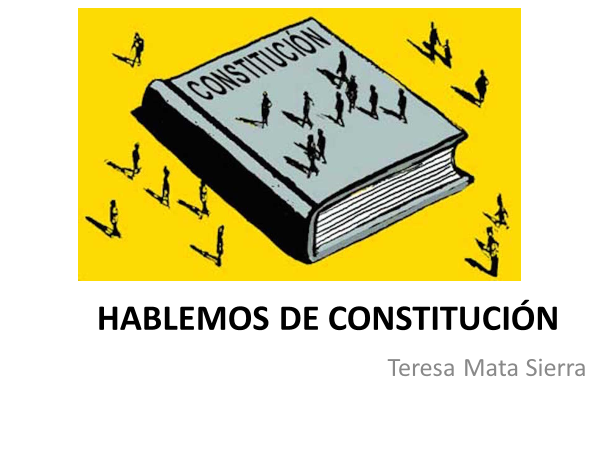 CONSTITUCIÓN
HABLEMOS DE CONSTITUCIÓN
Teresa Mata Sierra